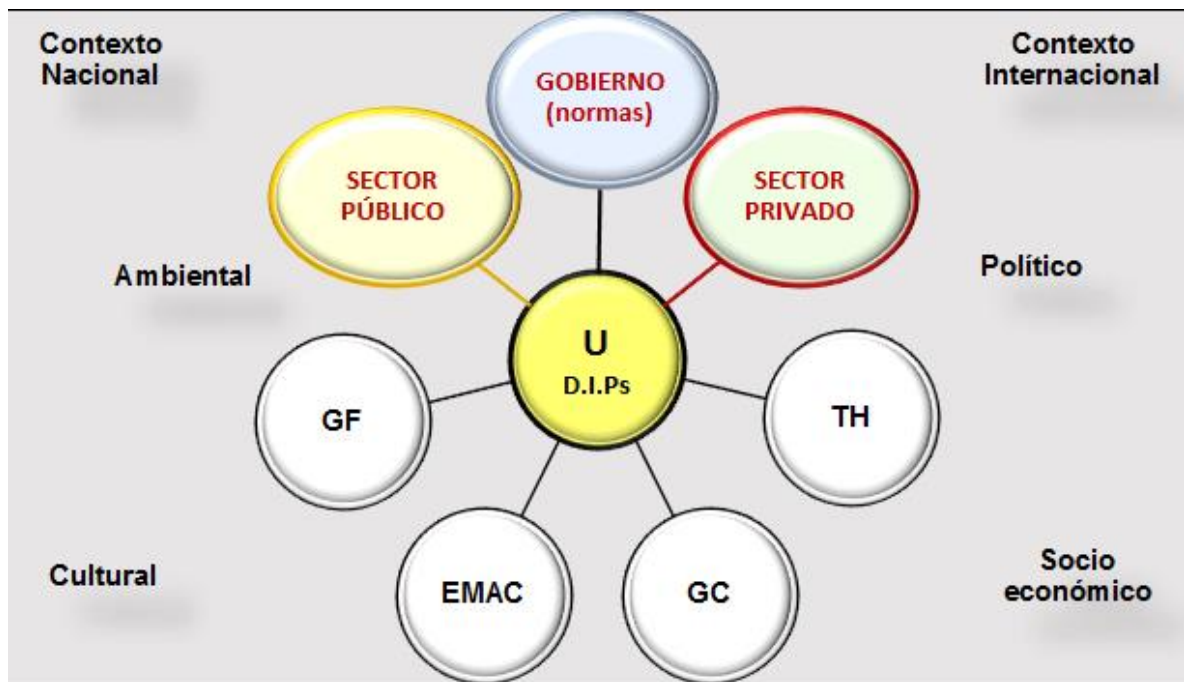 Contexto
Nacional
GOBIERNO
(normas)
Contexto
Internacional
SECTOR
PÚBLICO
SECTOR
PRIVADO
Ambiental
Político
U
D.I.Ps
GF
TH
EMAC
GC
Cultural
Socio
económico